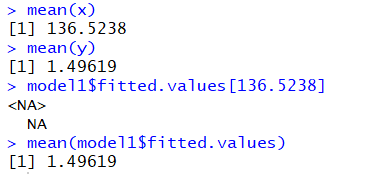 > mean(x)
[1] 136.5238
> mean(y)
[1] 1.49619
> model1$fitted.values[136.5238]
<NA>
NA
> mean(model1$fitted.values)
[1] 1.49619